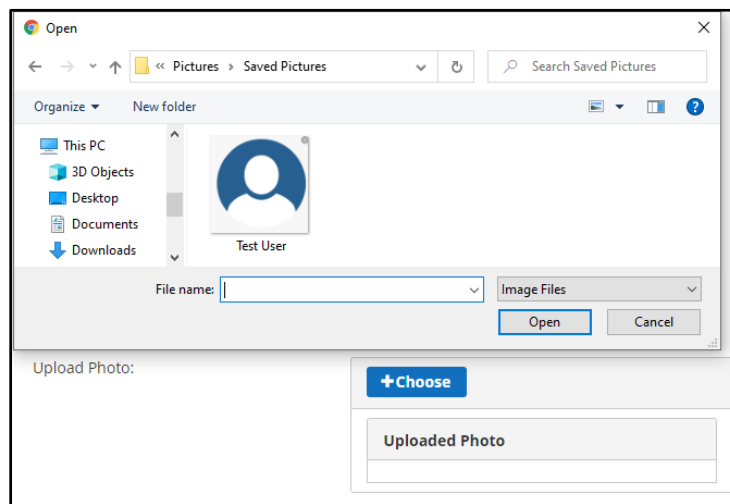 Open
« Pictures › Saved Pictures
Search Saved Pictures
Organize
New folder
This PC
3D Objects
Desktop
Documents
Downloads
Test User
File name:
Image Files
Open
Cancel
Upload Photo:
+Choose
Uploaded Photo